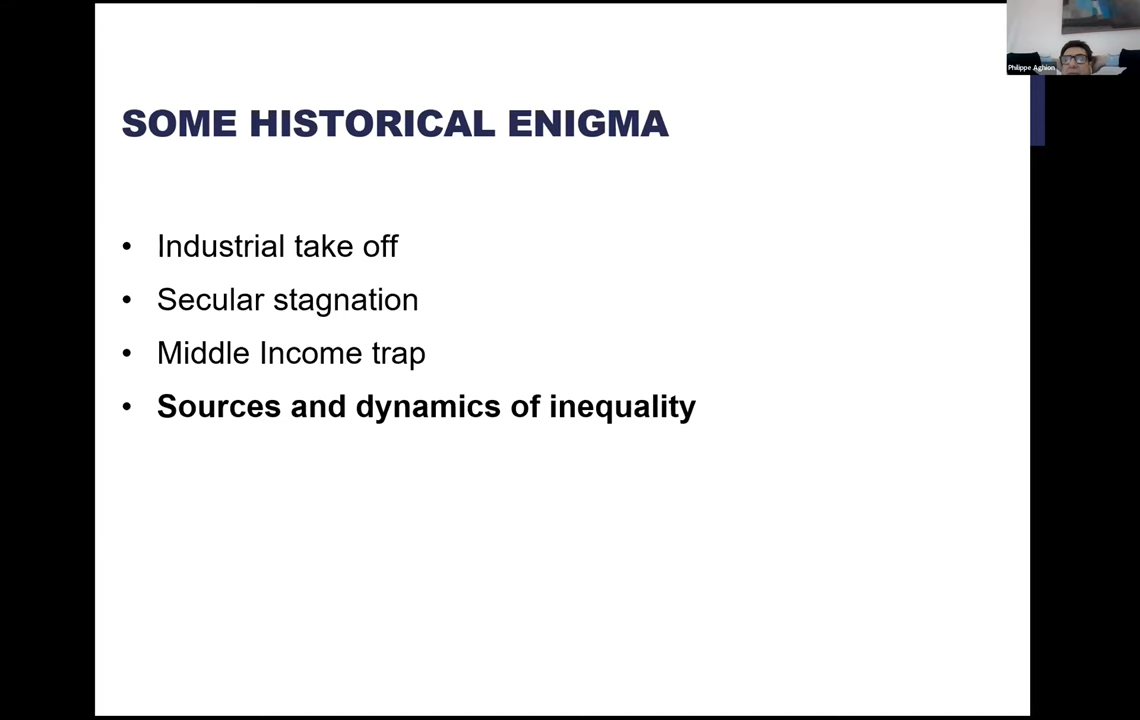 Philippe Aghion
SOME HISTORICAL ENIGMA
• Industrial take off
• Secular stagnation
• Middle Income trap
• Sources and dynamics of inequality